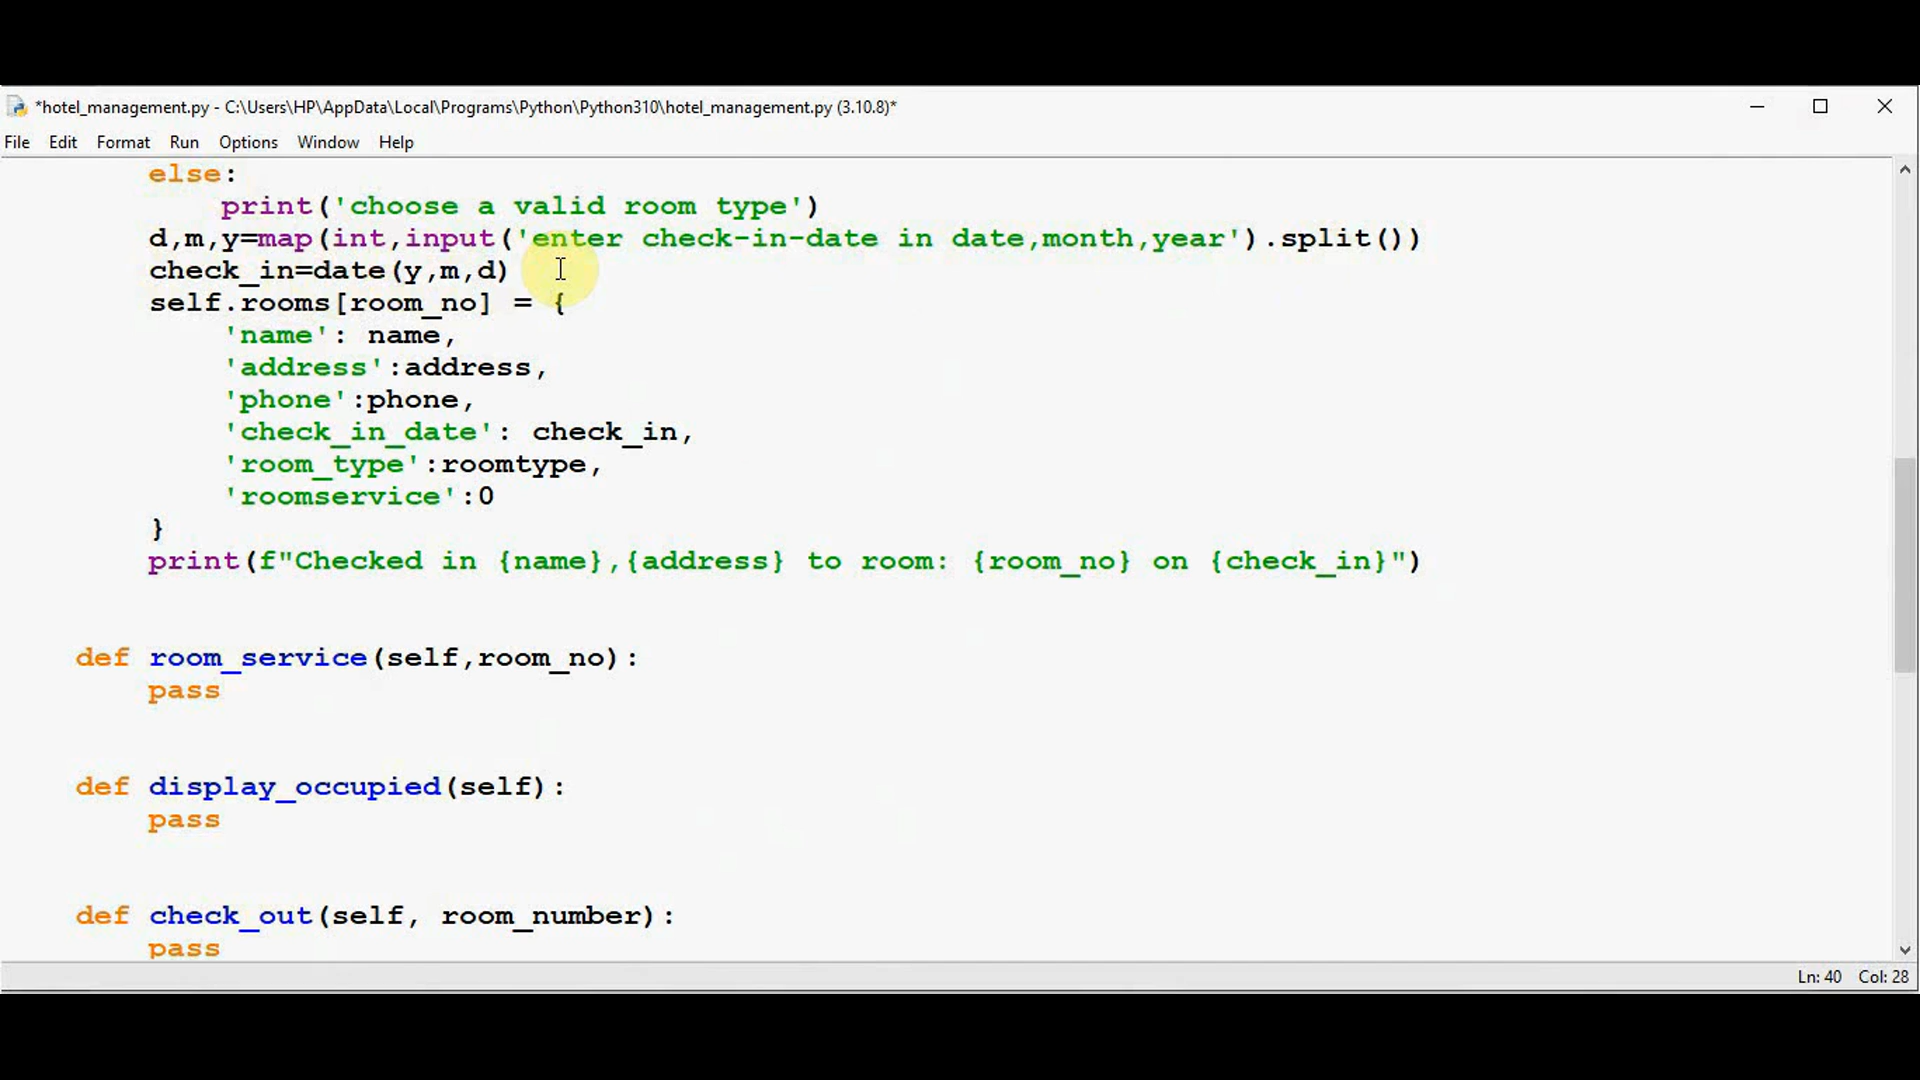 *hotel_management.py - C:\Users\HP\AppData\Local\Programs\Python\Python310\hotel_management.py (3.10.8)*
File Edit Format Run Options Window Help
else:
print('choose a valid room type')
d,m,y=map(int,input('enter check-in-date in date,month,year').split())
check_in=date(y,m,d)
self.rooms[room_no] = {
'name': name,
'address':address,
'phone':phone,
'check_in_date': check_in,
'room_type':roomtype,
'roomservice':0
}
print(f"Checked in {name},{address} to room: {room_no} on {check_in}")
def room_service(self,room_no):
pass
def display_occupied(self):
pass
def check_out(self, room_number):
pass
Ln: 40 Col: 28